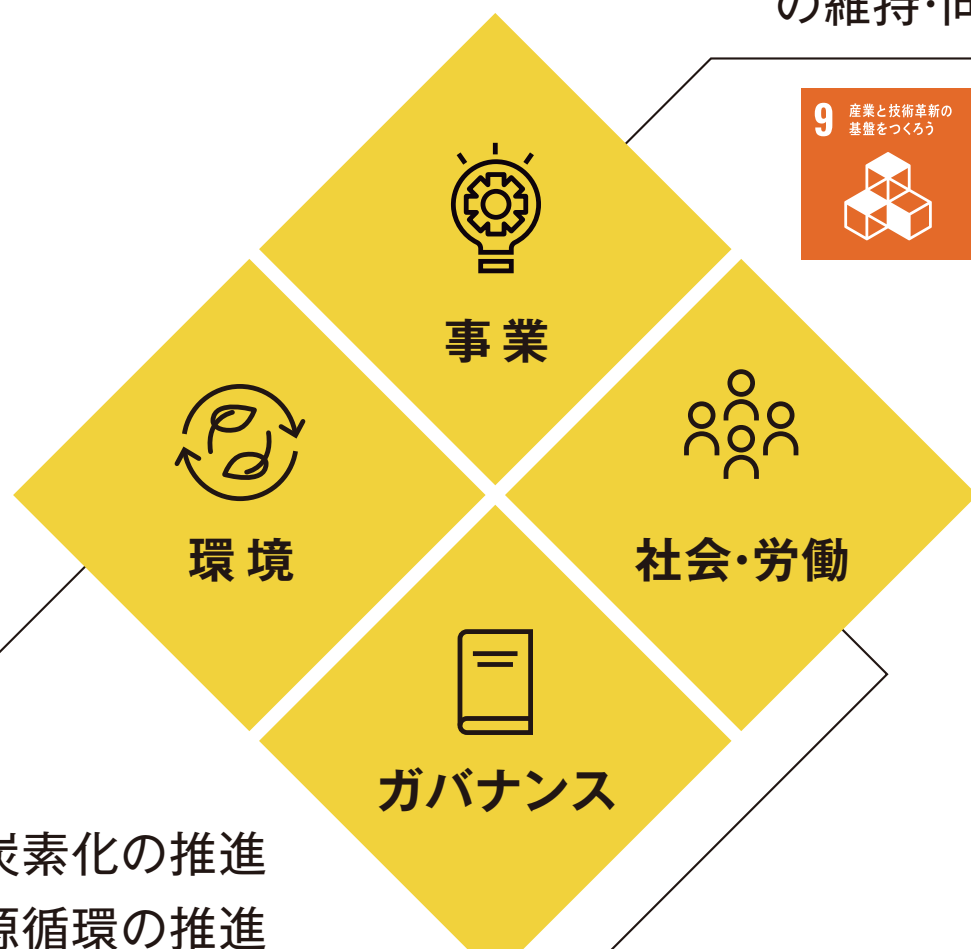 の維持・向
9 産業と技術革新の
基盤をつくろう
事業
環境
社会・労働
ガバナンス
炭素化の推進
源循環の推進